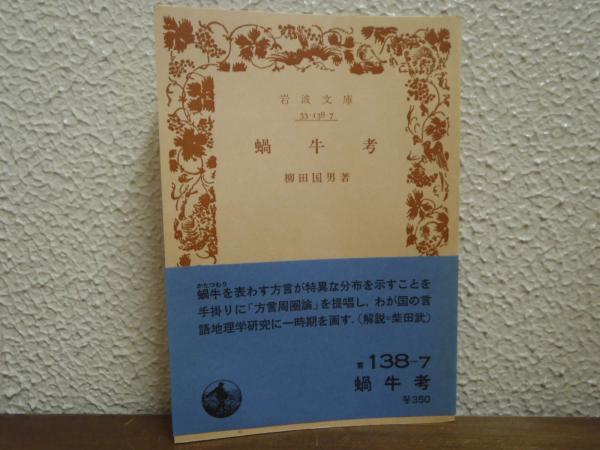 岩波文庫
33-138-7
蝸牛考
柳田国男著
かたつむり
蝸牛を表わす方言が特異な分布を示すことを
手掛りに「方言周圏論」を提唱し,わが国の言
語地理学研究に一時期を画す.(解説=柴田武)
青 138-7
蝸牛考
¥350